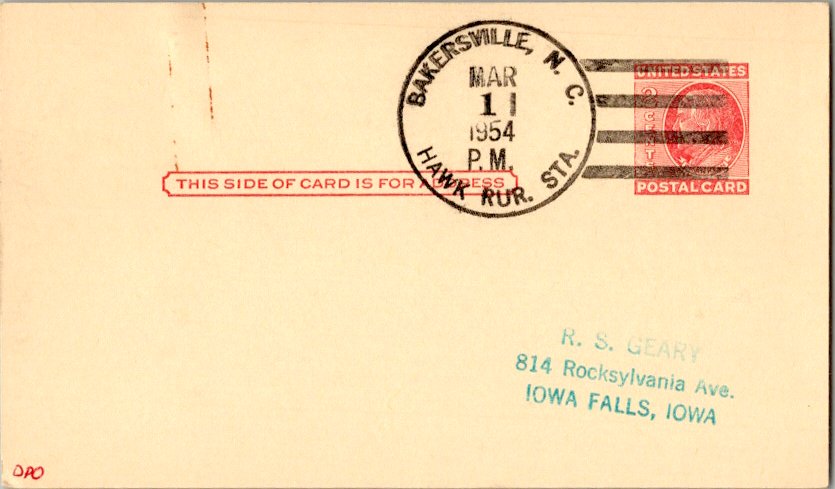 BAKERSVILLE, N. C.
MAR
11
1954
P.M.
HAWK RUR. STA.
UNITED STATES
2 CENTS
POSTAL CARD
THIS SIDE OF CARD IS FOR ADDRESS
R. S. GEARY
814 Rocksylvania Ave.
IOWA FALLS, IOWA
DPO